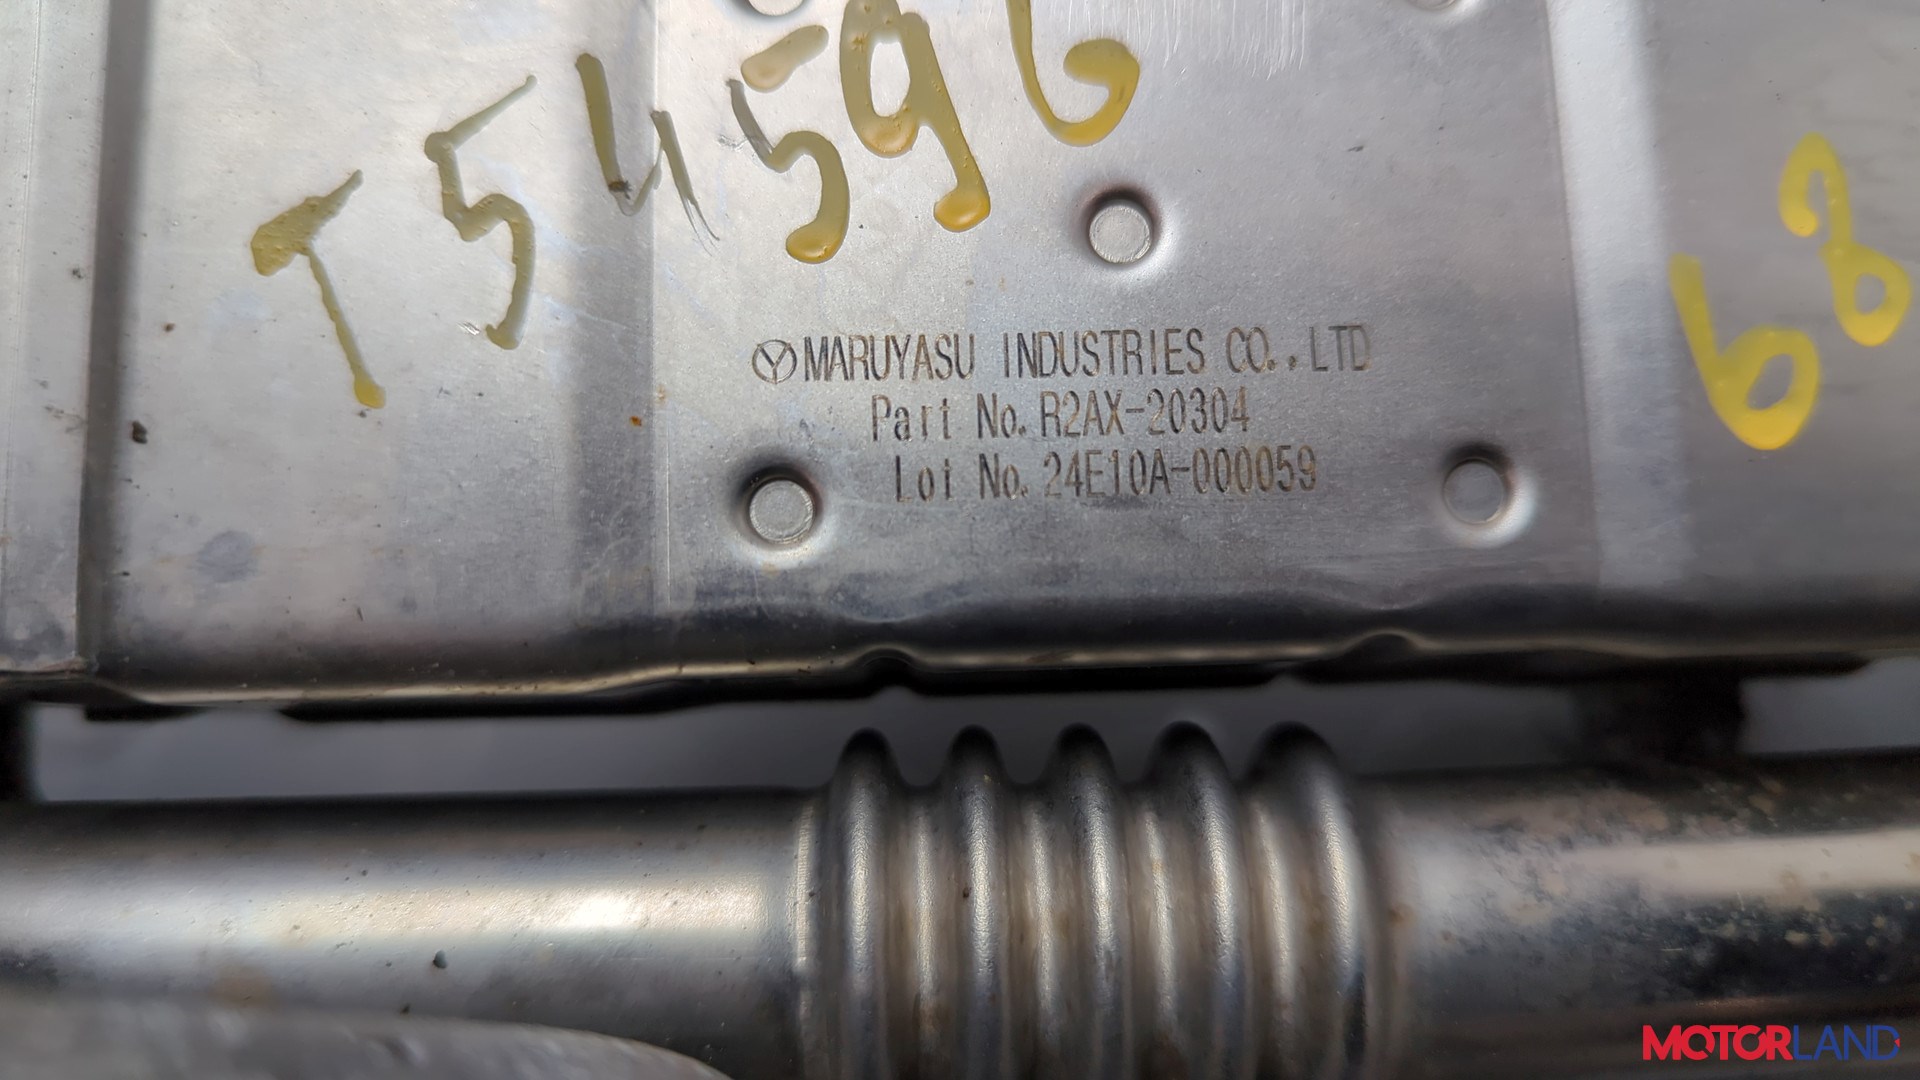 T54596
68
MARUYASU INDUSTRIES CO.,LTD
Part No. R2AX-20304
Lot No. 24E10A-000059
MOTORLAND